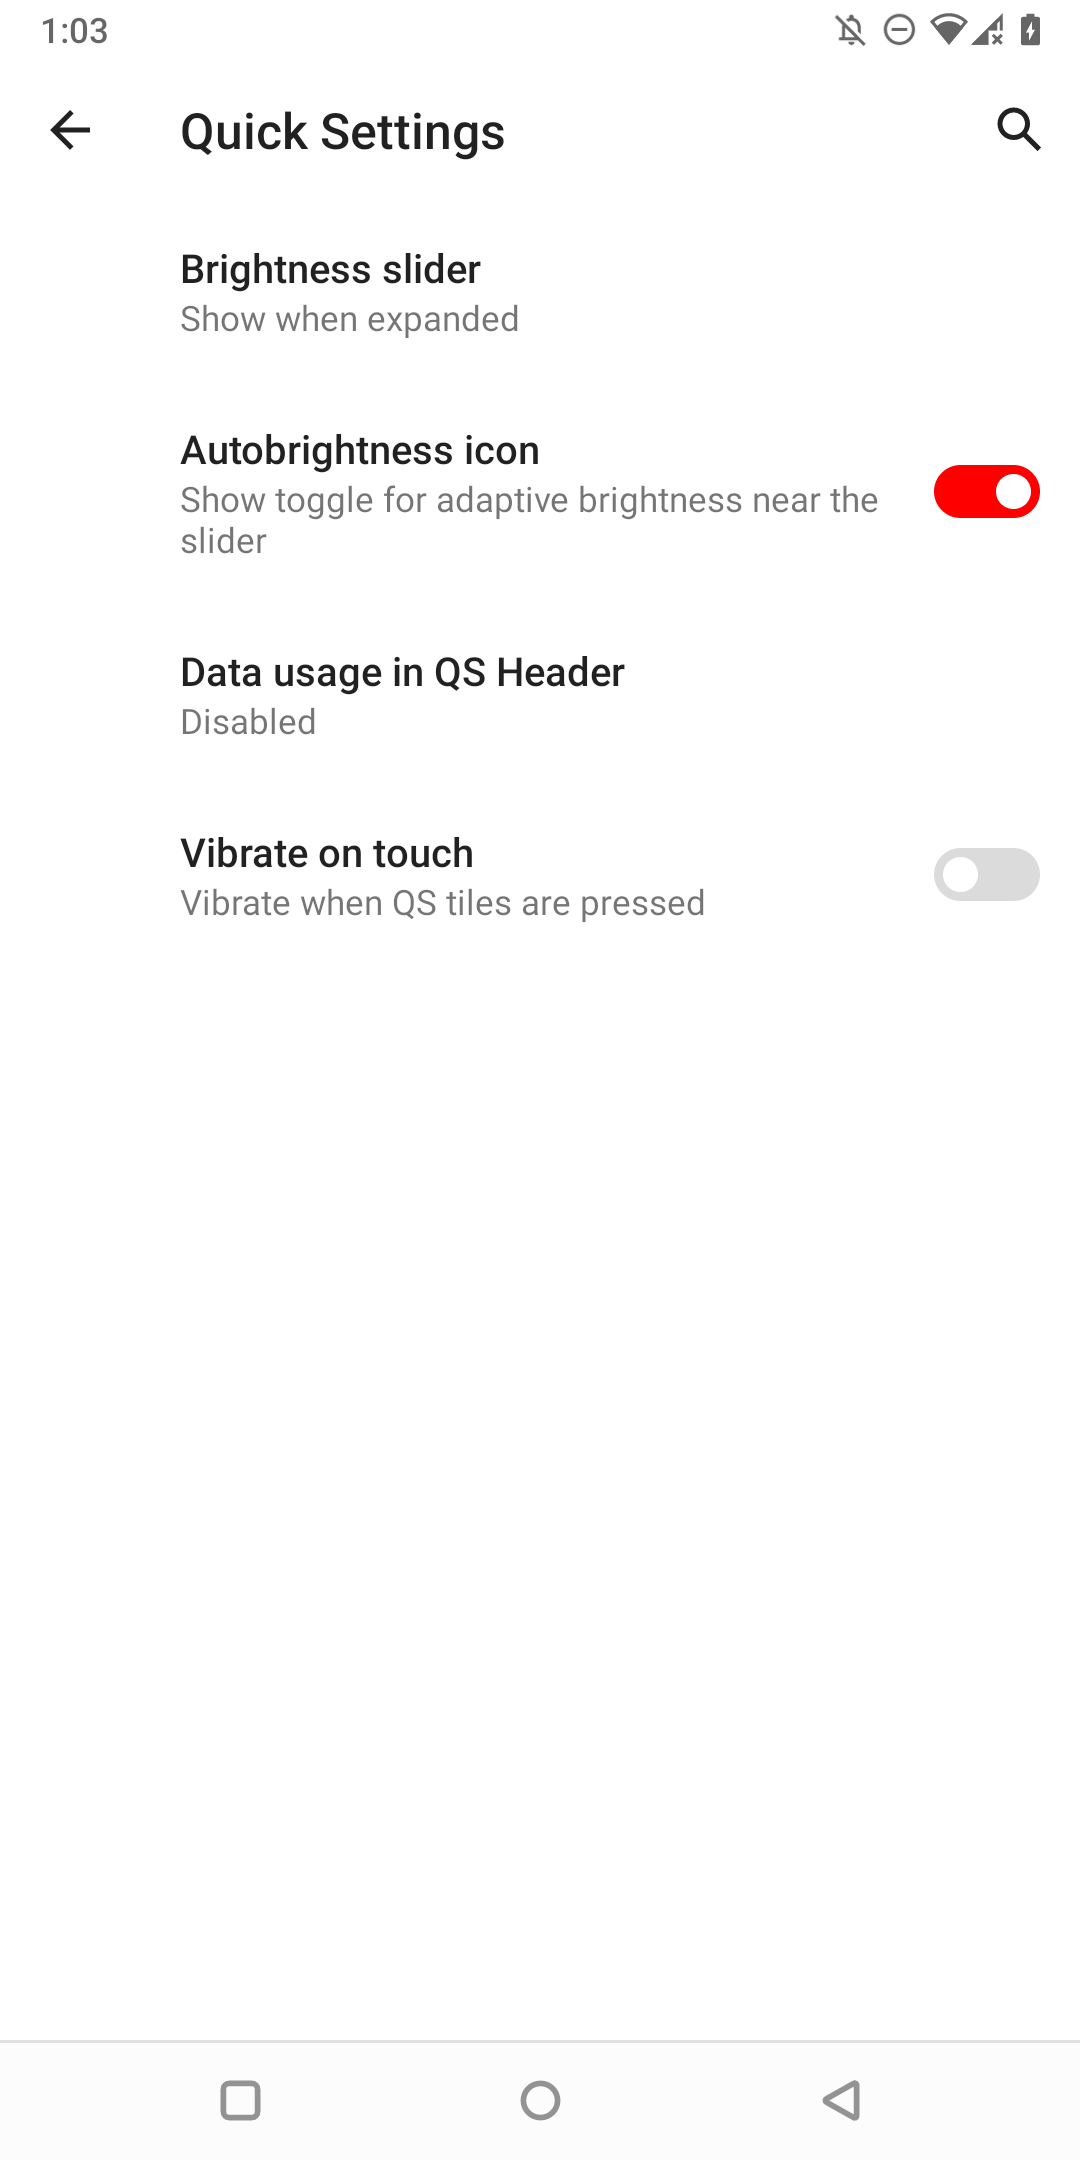 1:03
Quick Settings
Brightness slider
Show when expanded
Autobrightness icon
Show toggle for adaptive brightness near the
slider
Data usage in QS Header
Disabled
Vibrate on touch
Vibrate when QS tiles are pressed